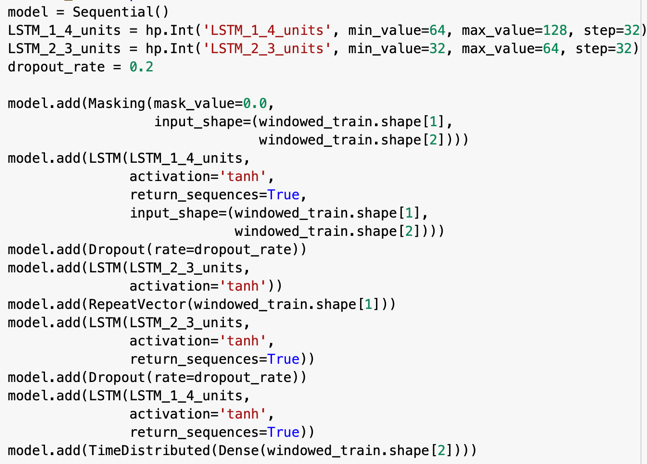 model = Sequential()
LSTM_1_4_units = hp.Int('LSTM_1_4_units', min_value=64, max_value=128, step=32)
LSTM_2_3_units = hp.Int('LSTM_2_3_units', min_value=32, max_value=64, step=32)
dropout_rate = 0.2

model.add(Masking(mask_value=0.0,
                  input_shape=(windowed_train.shape[1],
                               windowed_train.shape[2])))
model.add(LSTM(LSTM_1_4_units,
               activation='tanh',
               return_sequences=True,
               input_shape=(windowed_train.shape[1],
                            windowed_train.shape[2])))
model.add(Dropout(rate=dropout_rate))
model.add(LSTM(LSTM_2_3_units,
               activation='tanh'))
model.add(RepeatVector(windowed_train.shape[1]))
model.add(LSTM(LSTM_2_3_units,
               activation='tanh',
               return_sequences=True))
model.add(Dropout(rate=dropout_rate))
model.add(LSTM(LSTM_1_4_units,
               activation='tanh',
               return_sequences=True))
model.add(TimeDistributed(Dense(windowed_train.shape[2])))